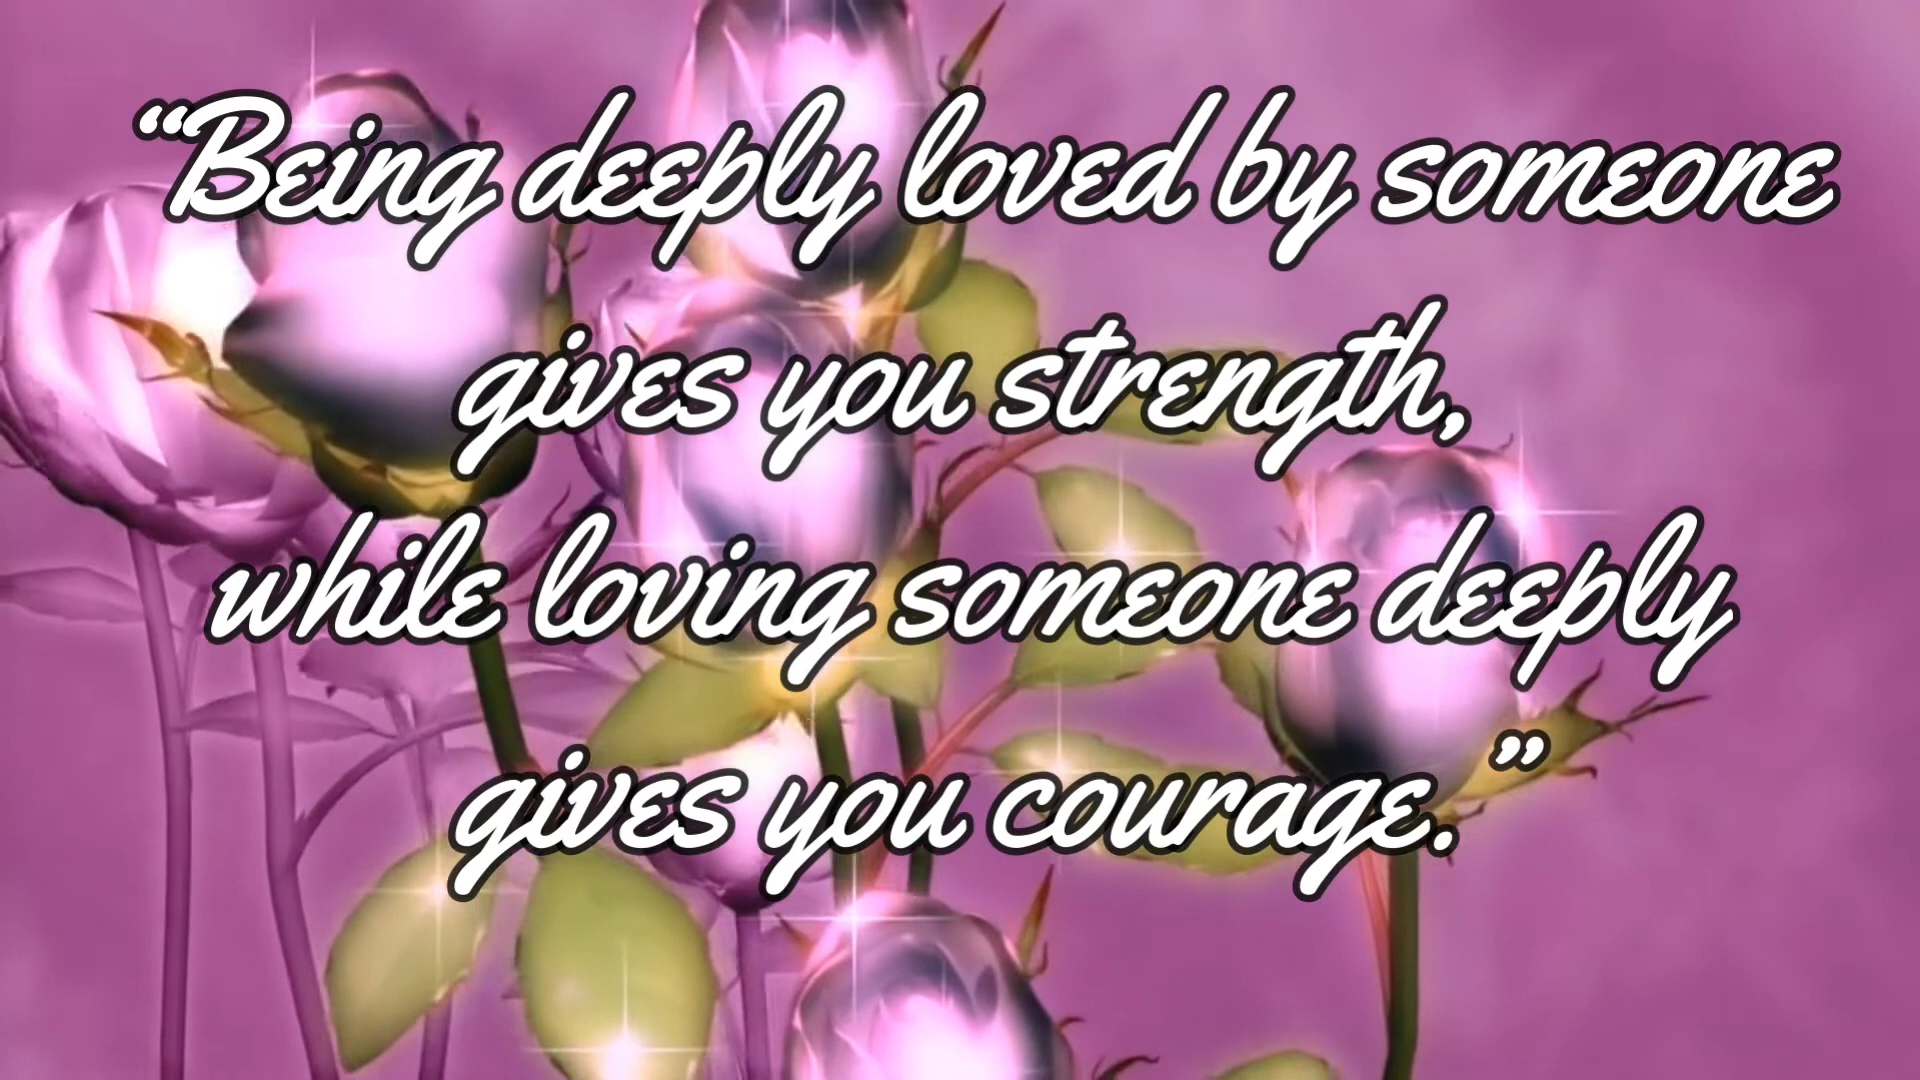 “Being deeply loved by someone
gives you strength,
while loving someone deeply
gives you courage.”